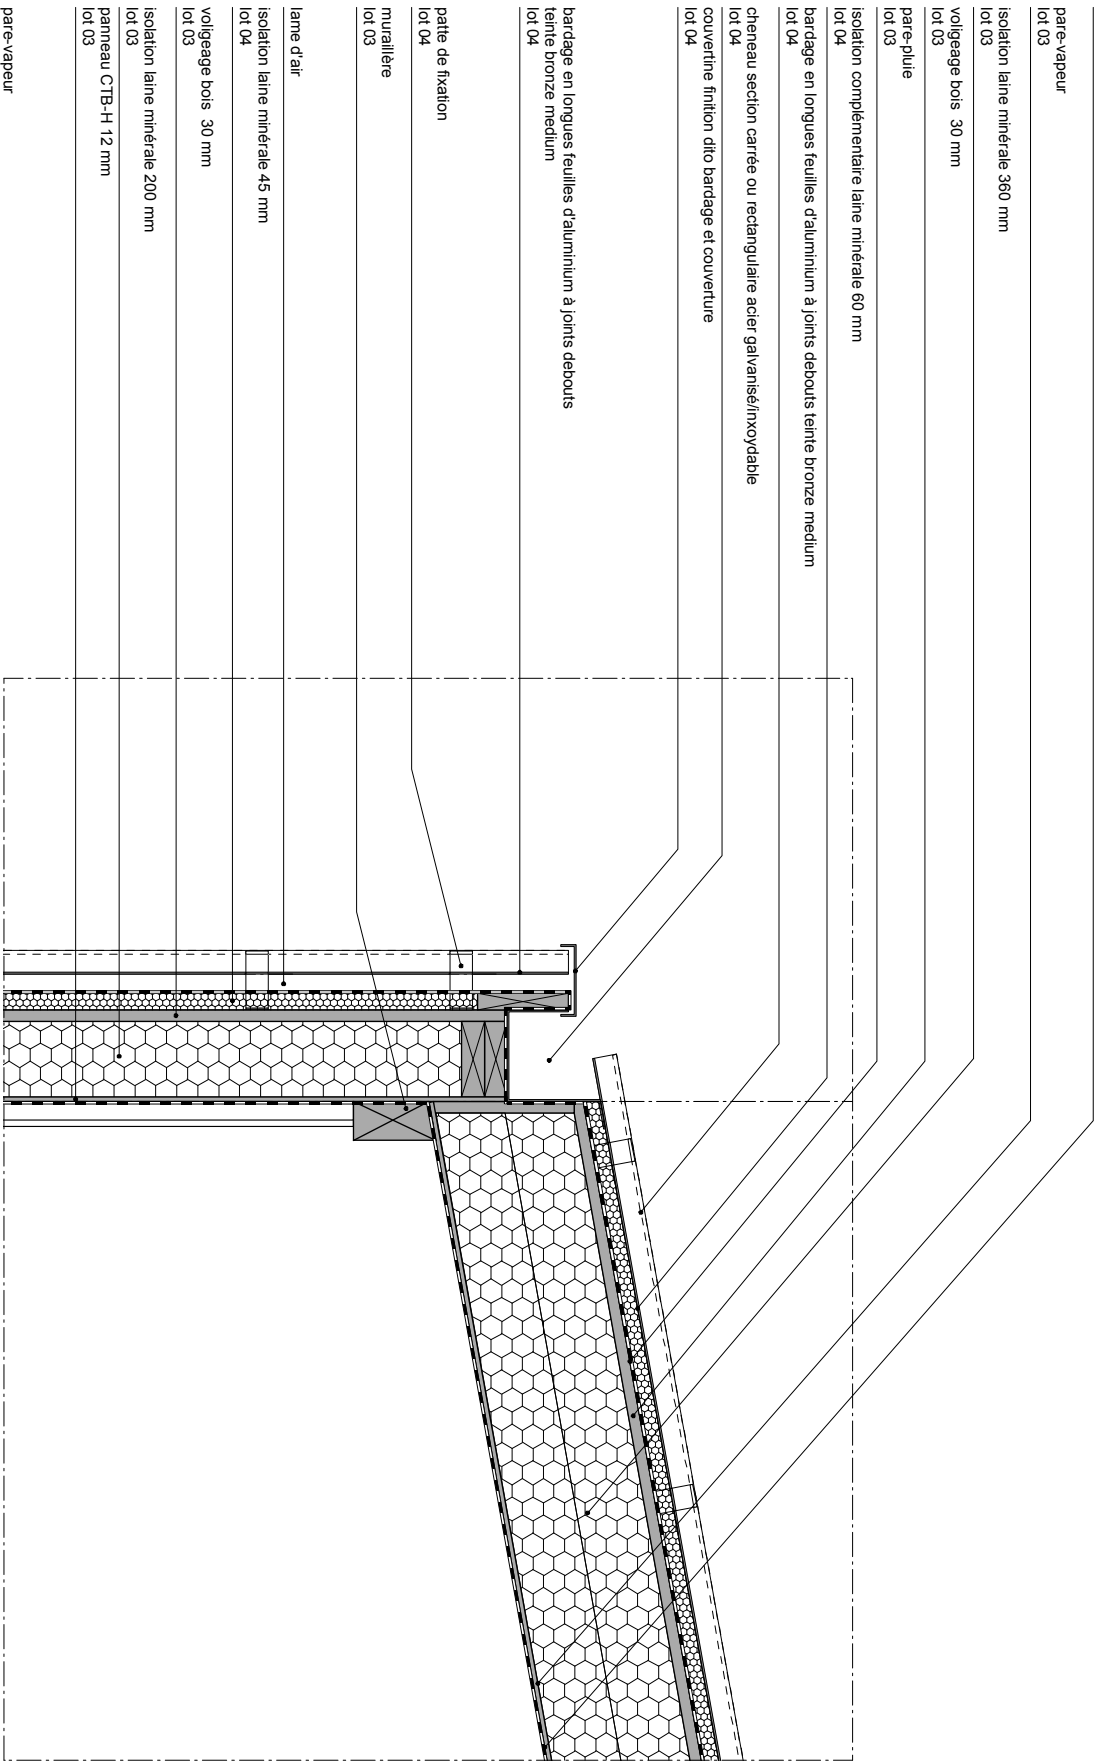 pare-vapeur
lot 03
isolation laine minérale 360 mm
lot 03
voligeage bois 30 mm
lot 03
pare-pluie
lot 03
isolation complémentaire laine minérale 60 mm
lot 04
bardage en longues feuilles d'aluminium à joints debouts teinte bronze medium
lot 04
cheneau section carrée ou rectangulaire acier galvanisé/inxoydable
lot 04
couvertine finition dito bardage et couverture
lot 04
bardage en longues feuilles d'aluminium à joints debouts
teinte bronze medium
lot 04
patte de fixation
lot 04
muraillère
lot 03
lame d'air
isolation laine minérale 45 mm
lot 04
voligeage bois 30 mm
lot 03
isolation laine minérale 200 mm
lot 03
panneau CTB-H 12 mm
lot 03
pare-vapeur